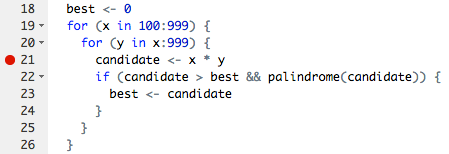 18 best <- 0
19 for (x in 100:999) {
20 for (y in x:999) {
21 candidate <- x * y
22 if (candidate > best && palindrome(candidate)) {
23 best <- candidate
24 }
25 }
26 }